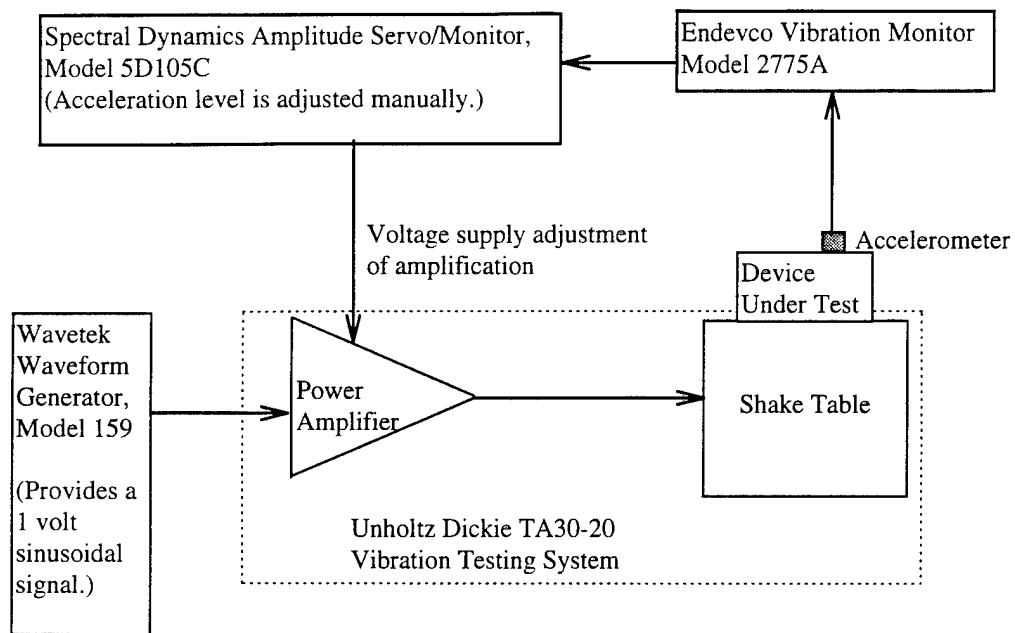 Spectral Dynamics Amplitude Servo/Monitor,
Model 5D105C
(Acceleration level is adjusted manually.)
Endevco Vibration Monitor
Model 2775A
Voltage supply adjustment
of amplification
Accelerometer
Device
Under Test
Wavetek
Waveform
Generator,
Model 159
(Provides a
1 volt
sinusoidal
signal.)
Power
Amplifier
Shake Table
Unholtz Dickie TA30-20
Vibration Testing System